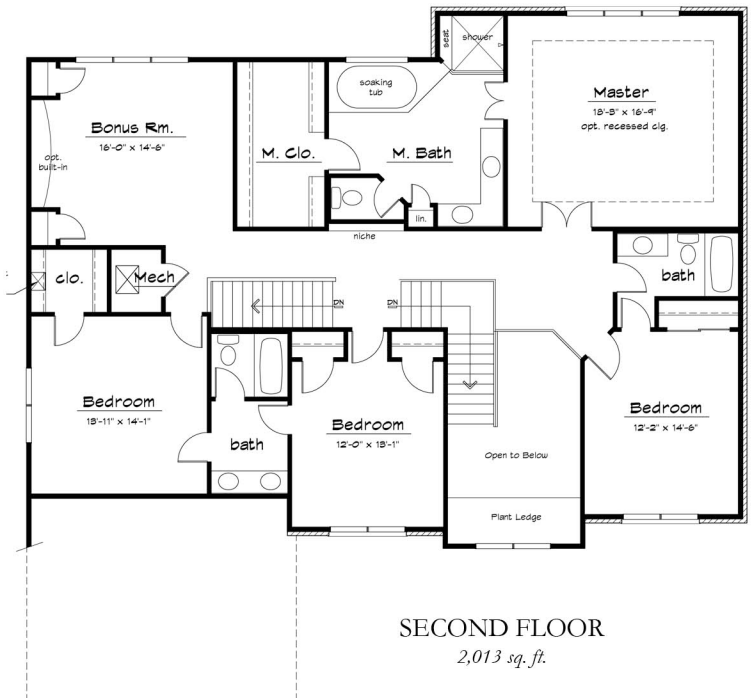 seat
shower
soaking
tub
Master
18'-3" x 16'-9"
opt. recessed clg.
Bonus Rm.
16'-0" x 14'-6"
opt.
built-in
M. Clo.
M. Bath
lin.
niche
clo.
Mech
bath
DN
DN
Bedroom
13'-11" x 14'-1"
bath
Bedroom
12'-0" x 13'-1"
Bedroom
12'-2" x 14'-6"
Open to Below
Plant Ledge
SECOND FLOOR
2,013 sq. ft.